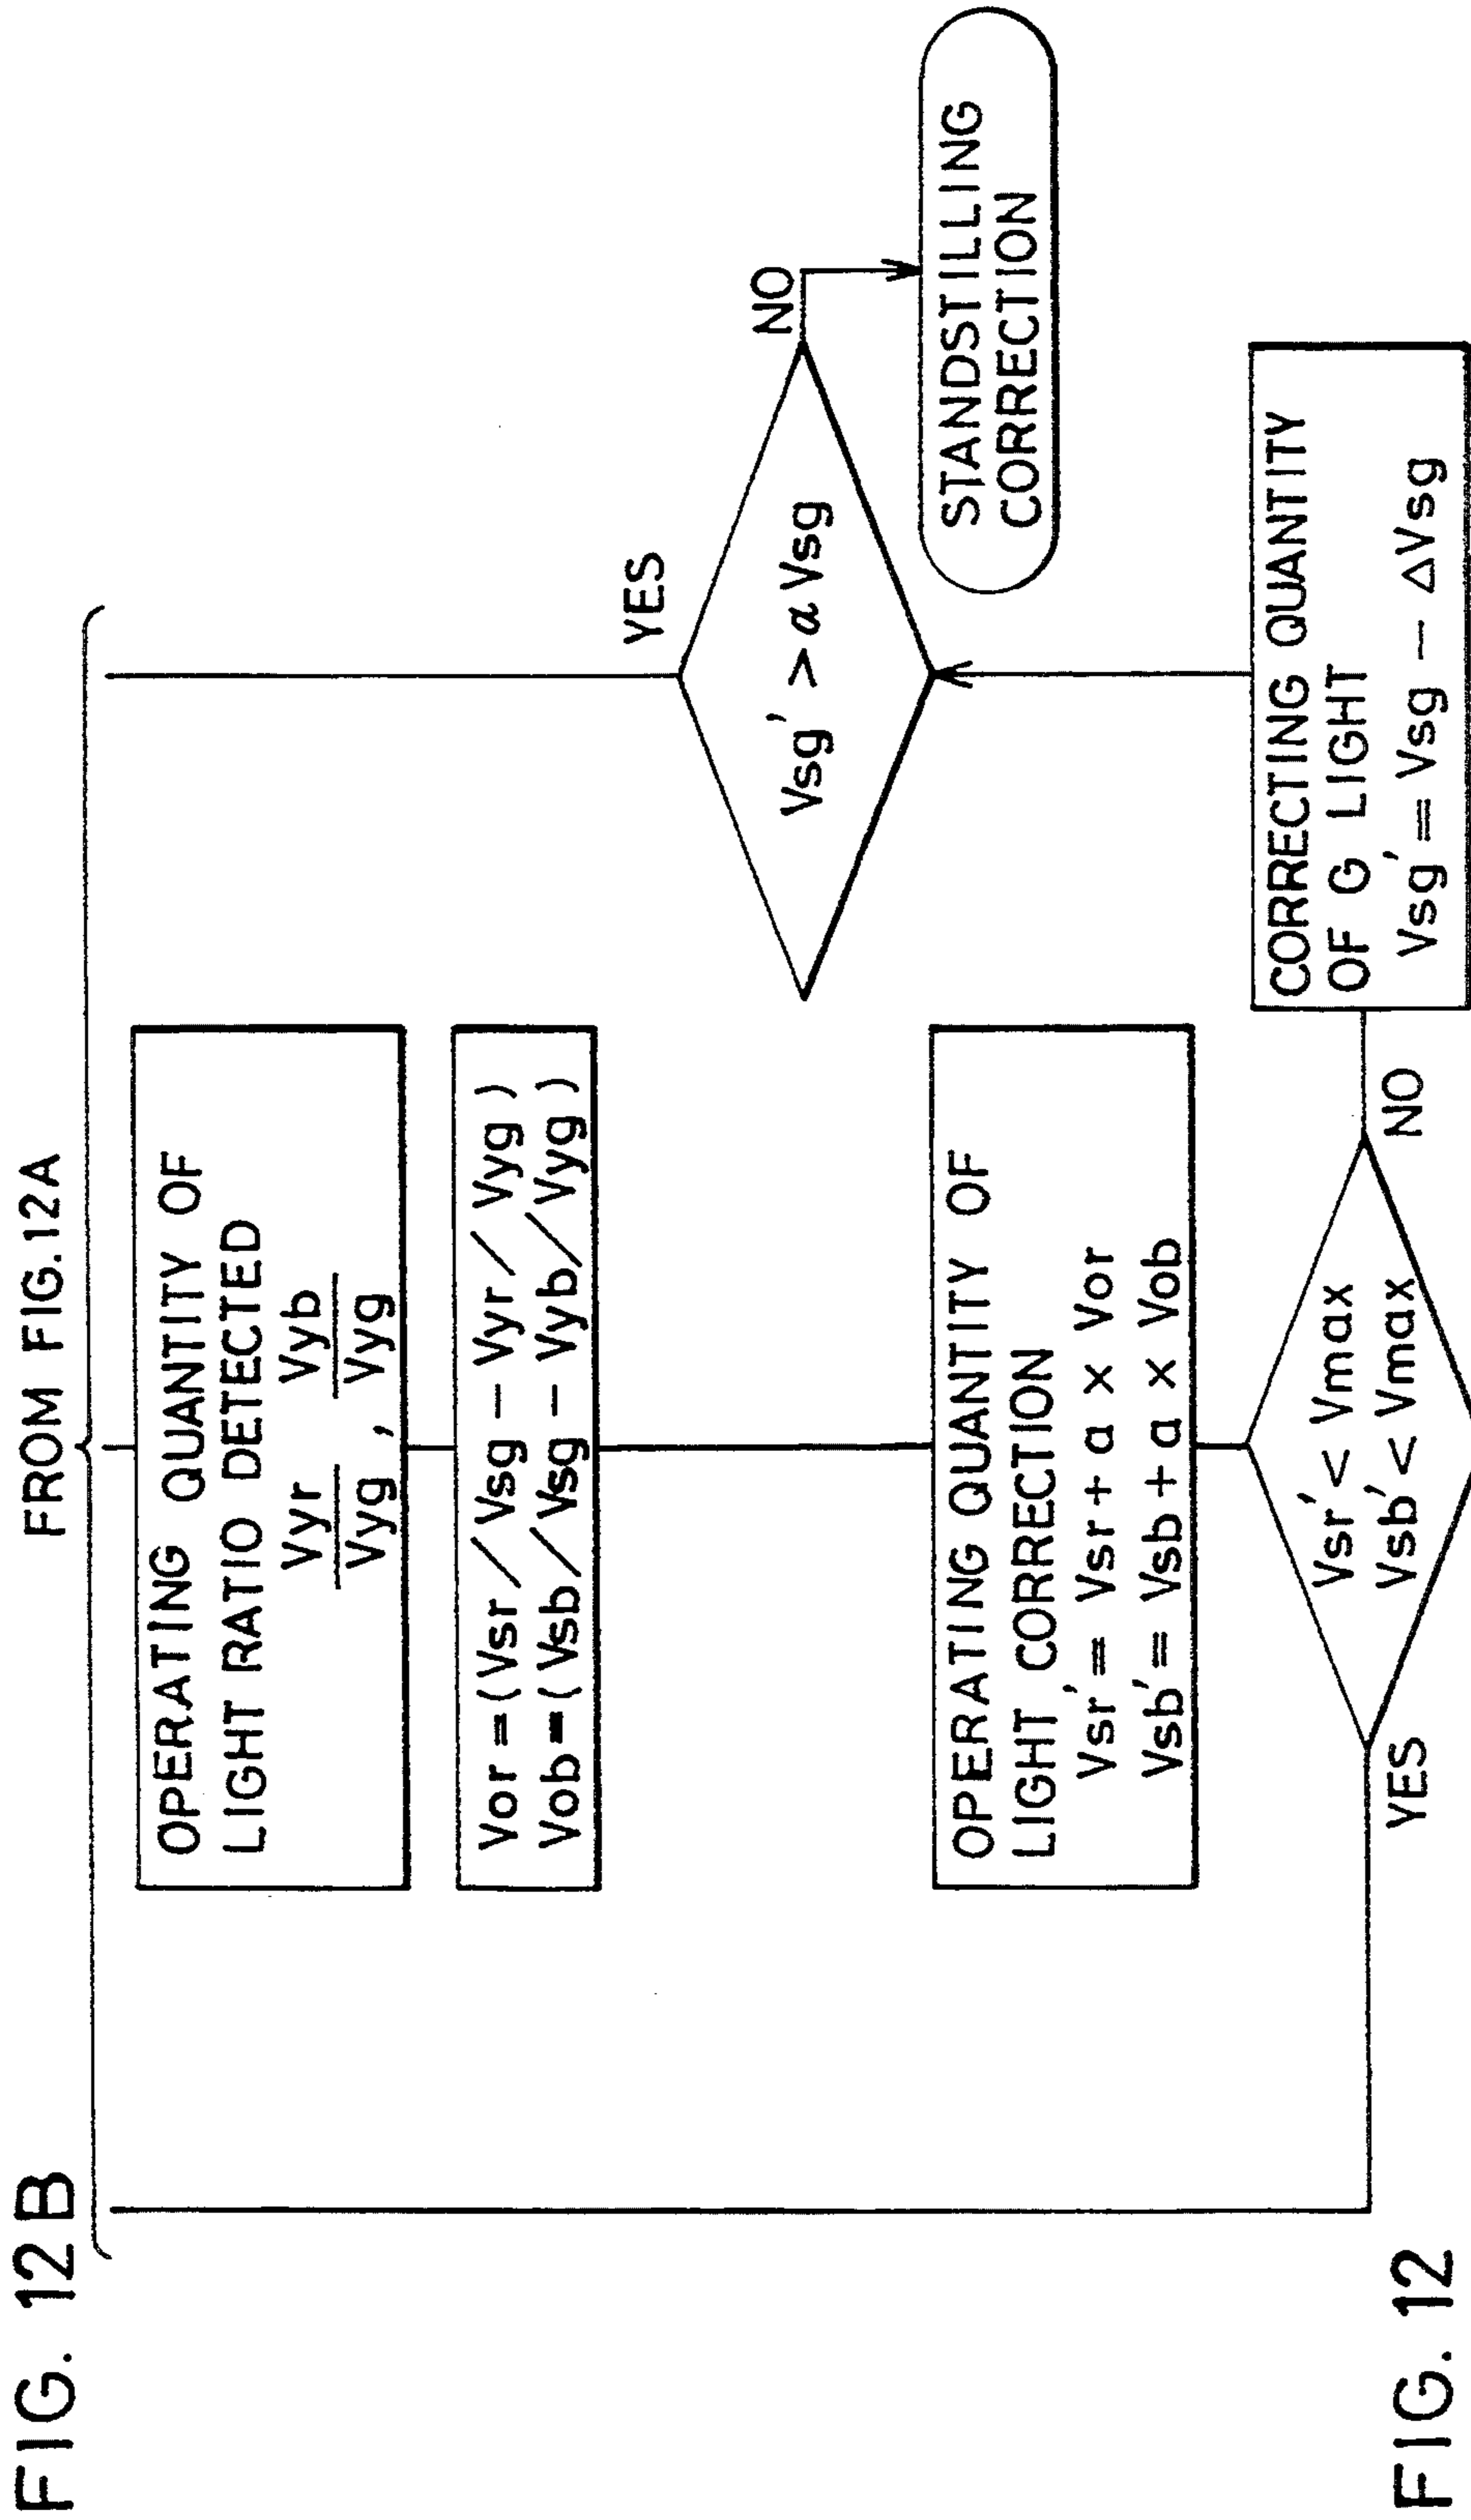 FIG. 12B
FROM FIG.12A
OPERATING QUANTITY OF
LIGHT RATIO DETECTED
Vyr/Vyg , Vyb/Vyg
Vor = (Vsr / Vsg − Vyr / Vyg )
Vob = (Vsb / Vsg − Vyb / Vyg )
OPERATING QUANTITY OF
LIGHT CORRECTION
Vsr' = Vsr + a x Vor
Vsb' = Vsb + a x Vob
Vsr' < Vmax
Vsb' < Vmax
YES
NO
CORRECTING QUANTITY
OF G LIGHT
Vsg' = Vsg − ΔVsg
Vsg' > α Vsg
YES
NO
STANDSTILLING
CORRECTION
FIG. 12